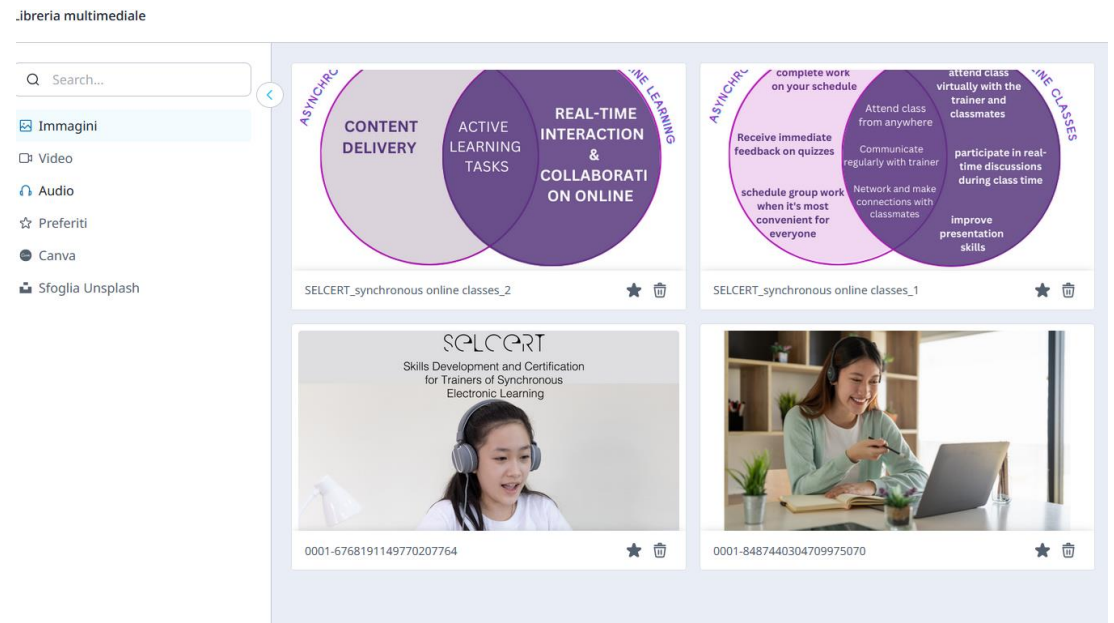 Libreria multimediale
Search...
Immagini
Video
Audio
Preferiti
Canva
Sfoglia Unsplash
CONTENT
DELIVERY
ACTIVE
LEARNING
TASKS
REAL-TIME
INTERACTION
&
COLLABORATI
ON ONLINE
LEARNING
SELCERT_synchronous online classes_2
complete work
on your schedule
Receive immediate
feedback on quizzes
schedule group work
when it's most
convenient for
everyone
Attend class
from anywhere
Communicate
regularly with trainer
Network and make
connections with
classmates
attend class
virtually with the
trainer and
classmates
participate in real-
time discussions
during class time
improve
presentation
skills
CLASSES
SELCERT_synchronous online classes_1
SELCERT
Skills Development and Certification
for Trainers of Synchronous
Electronic Learning
0001-6768191149770207764
0001-8487440304709975070